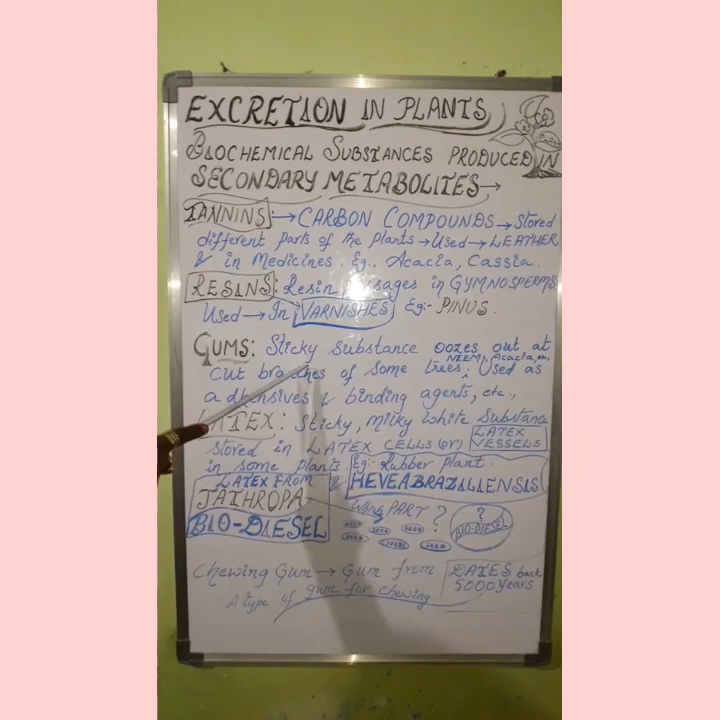 EXCRETION IN PLANTS
BIOCHEMICAL SUBSTANCES PRODUCED IN
SECONDARY METABOLITES →
TANNINS: → CARBON COMPOUNDS → Stored
different parts of the plants → Used → LEATHER
& in Medicines. Eg., Acacia, Cassia.
RESINS: Resin Passages in GYMNOSPERMS
Used → In VARNISHES Eg:- PINUS.
GUMS: Sticky substance oozes out at
NEEM, Acacia,
cut branches of some trees. Used as
adhensives & binding agents, etc.,
LATEX: Sticky, Milky White Substance
stored in LATEX CELLS (or) LATEX VESSELS
in some plants. Eg:- Rubber plant.
HEVEABRAZILIENSIS
LATEX FROM
JATHROPA
BIO-DIESEL
Which PART ?
?
BIO-DIESEL
Chewing Gum → Gum from
A type of gum for chewing
DATES back
5000 years